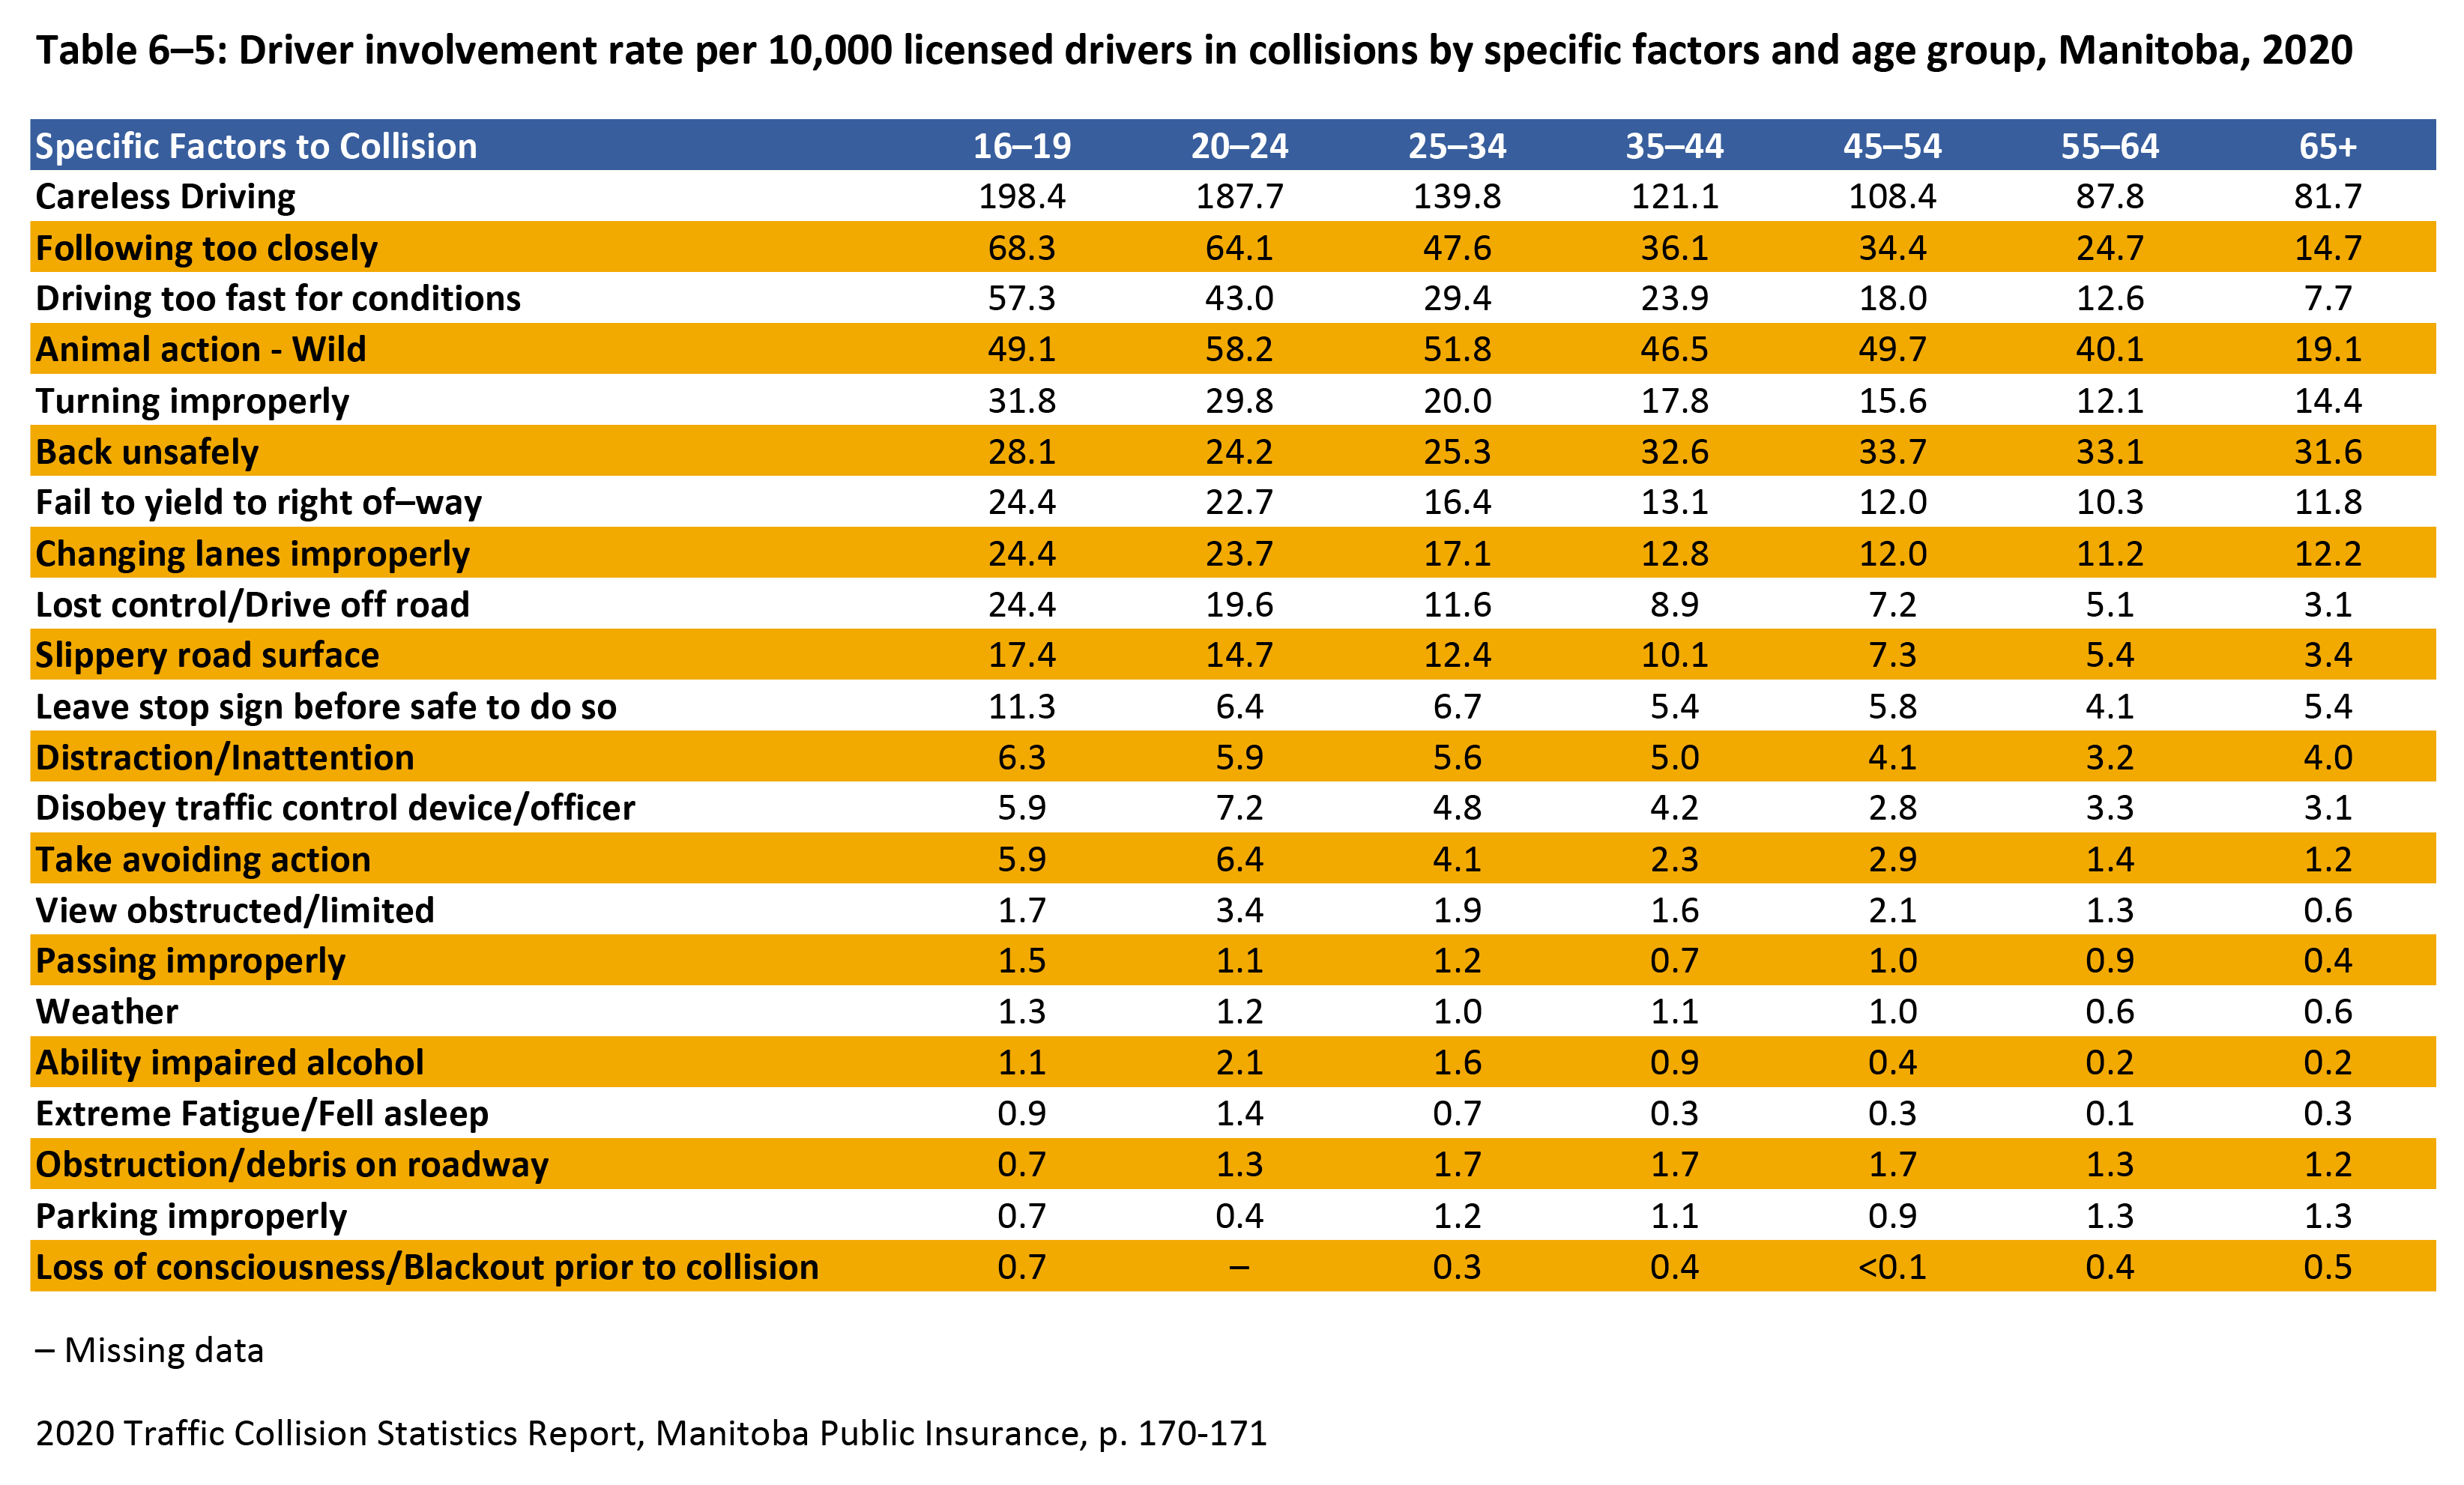 Table 6–5: Driver involvement rate per 10,000 licensed drivers in collisions by specific factors and age group, Manitoba, 2020
Specific Factors to Collision 16–19 20–24 25–34 35–44 45–54 55–64 65+
Careless Driving 198.4 187.7 139.8 121.1 108.4 87.8 81.7
Following too closely 68.3 64.1 47.6 36.1 34.4 24.7 14.7
Driving too fast for conditions 57.3 43.0 29.4 23.9 18.0 12.6 7.7
Animal action - Wild 49.1 58.2 51.8 46.5 49.7 40.1 19.1
Turning improperly 31.8 29.8 20.0 17.8 15.6 12.1 14.4
Back unsafely 28.1 24.2 25.3 32.6 33.7 33.1 31.6
Fail to yield to right of–way 24.4 22.7 16.4 13.1 12.0 10.3 11.8
Changing lanes improperly 24.4 23.7 17.1 12.8 12.0 11.2 12.2
Lost control/Drive off road 24.4 19.6 11.6 8.9 7.2 5.1 3.1
Slippery road surface 17.4 14.7 12.4 10.1 7.3 5.4 3.4
Leave stop sign before safe to do so 11.3 6.4 6.7 5.4 5.8 4.1 5.4
Distraction/Inattention 6.3 5.9 5.6 5.0 4.1 3.2 4.0
Disobey traffic control device/officer 5.9 7.2 4.8 4.2 2.8 3.3 3.1
Take avoiding action 5.9 6.4 4.1 2.3 2.9 1.4 1.2
View obstructed/limited 1.7 3.4 1.9 1.6 2.1 1.3 0.6
Passing improperly 1.5 1.1 1.2 0.7 1.0 0.9 0.4
Weather 1.3 1.2 1.0 1.1 1.0 0.6 0.6
Ability impaired alcohol 1.1 2.1 1.6 0.9 0.4 0.2 0.2
Extreme Fatigue/Fell asleep 0.9 1.4 0.7 0.3 0.3 0.1 0.3
Obstruction/debris on roadway 0.7 1.3 1.7 1.7 1.7 1.3 1.2
Parking improperly 0.7 0.4 1.2 1.1 0.9 1.3 1.3
Loss of consciousness/Blackout prior to collision 0.7 – 0.3 0.4 <0.1 0.4 0.5
– Missing data
2020 Traffic Collision Statistics Report, Manitoba Public Insurance, p. 170-171